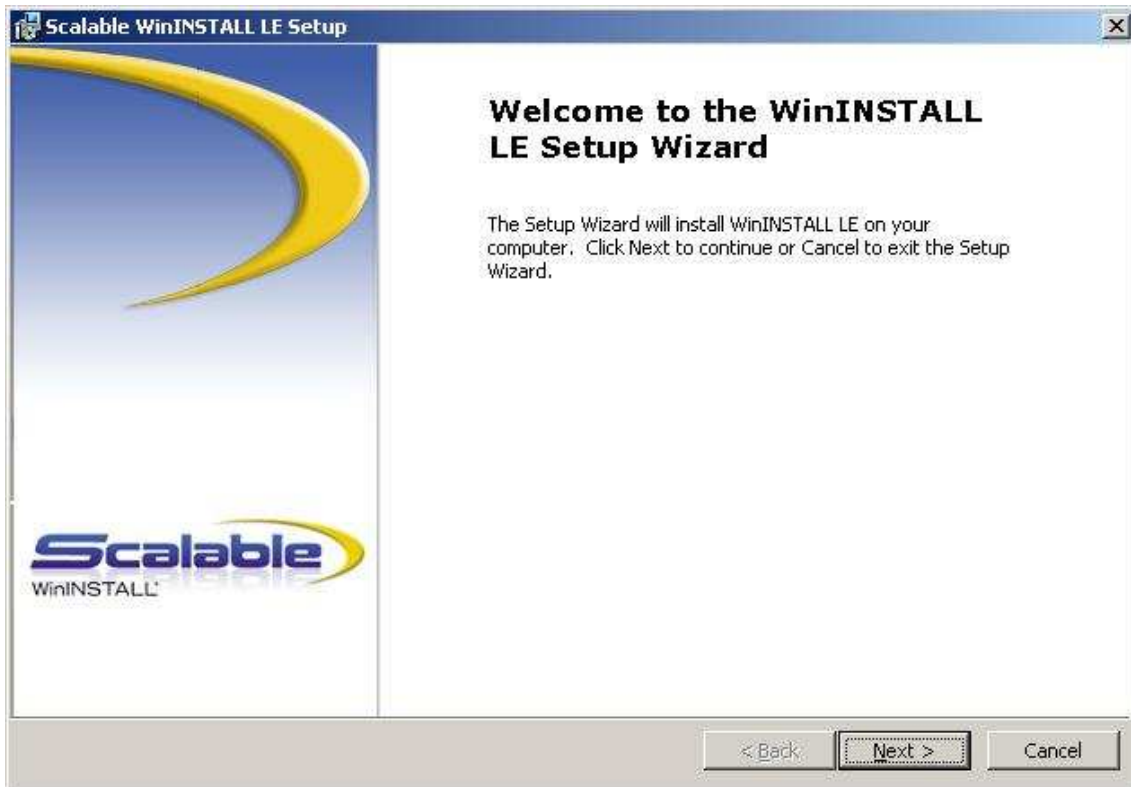 Scalable WinINSTALL LE Setup
Welcome to the WinINSTALL
LE Setup Wizard
The Setup Wizard will install WinINSTALL LE on your
computer. Click Next to continue or Cancel to exit the Setup
Wizard.
Scalable
WinINSTALL
< Back
Next >
Cancel